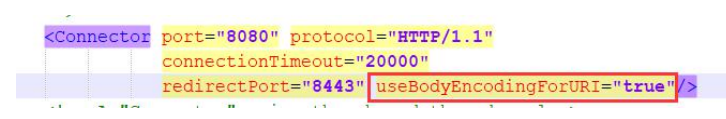 <Connector port="8080" protocol="HTTP/1.1"
connectionTimeout="20000"
redirectPort="8443" useBodyEncodingForURI="true"/>